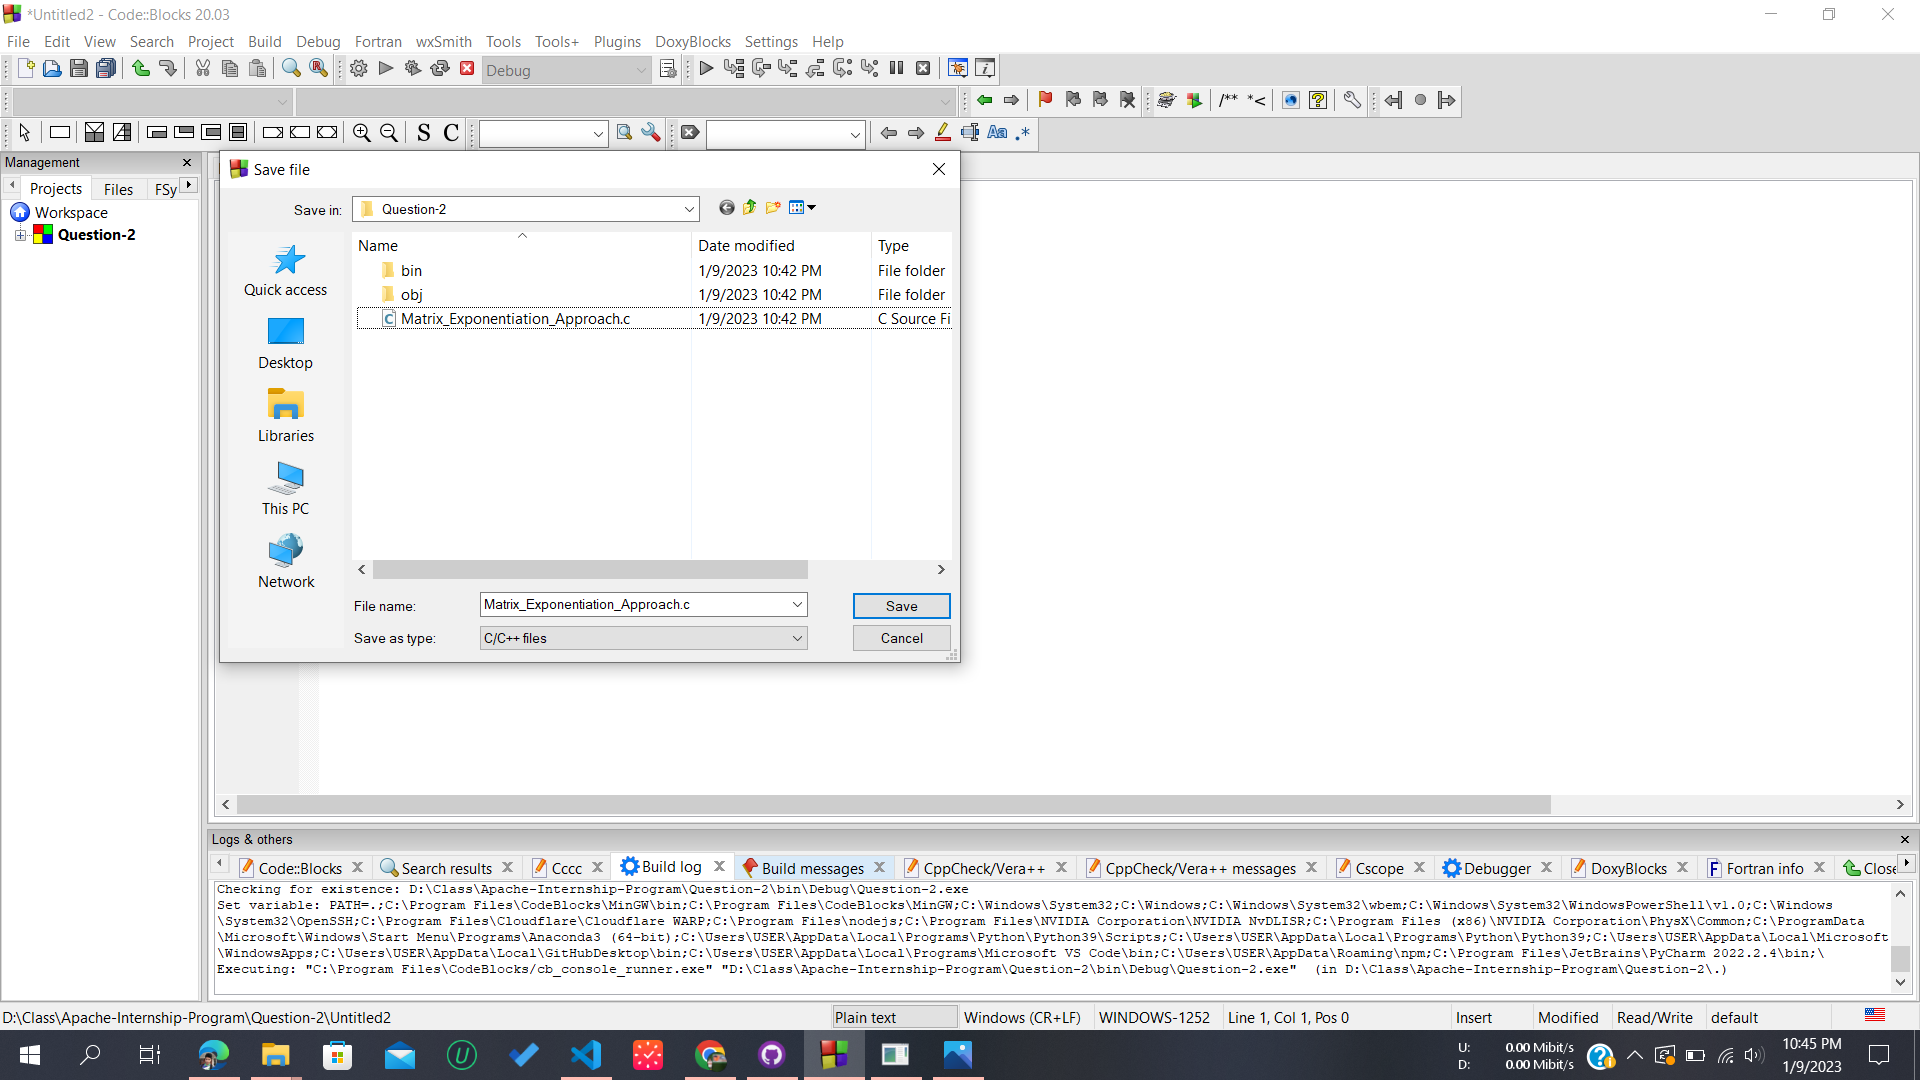 *Untitled2 - Code::Blocks 20.03
File Edit View Search Project Build Debug Fortran wxSmith Tools Tools+ Plugins DoxyBlocks Settings Help
Debug
/** *<
S C
Aa .*
Management
Projects Files FSy
Workspace
Question-2
Save file
Save in: Question-2
Name Date modified Type
bin 1/9/2023 10:42 PM File folder
obj 1/9/2023 10:42 PM File folder
Matrix_Exponentiation_Approach.c 1/9/2023 10:42 PM C Source Fi
Quick access
Desktop
Libraries
This PC
Network
File name: Matrix_Exponentiation_Approach.c Save
Save as type: C/C++ files Cancel
Logs & others
Code::Blocks Search results Cccc Build log Build messages CppCheck/Vera++ CppCheck/Vera++ messages Cscope Debugger DoxyBlocks Fortran info Close
Checking for existence: D:\Class\Apache-Internship-Program\Question-2\bin\Debug\Question-2.exe
Set variable: PATH=.;C:\Program Files\CodeBlocks\MinGW\bin;C:\Program Files\CodeBlocks\MinGW;C:\Windows\System32;C:\Windows;C:\Windows\System32\wbem;C:\Windows\System32\WindowsPowerShell\v1.0;C:\Windows
\System32\OpenSSH;C:\Program Files\Cloudflare\Cloudflare WARP;C:\Program Files\nodejs;C:\Program Files\NVIDIA Corporation\NVIDIA NvDLISR;C:\Program Files (x86)\NVIDIA Corporation\PhysX\Common;C:\ProgramData
\Microsoft\Windows\Start Menu\Programs\Anaconda3 (64-bit);C:\Users\USER\AppData\Local\Programs\Python\Python39\Scripts;C:\Users\USER\AppData\Local\Programs\Python\Python39;C:\Users\USER\AppData\Local\Microsoft
\WindowsApps;C:\Users\USER\AppData\Local\GitHubDesktop\bin;C:\Users\USER\AppData\Local\Programs\Microsoft VS Code\bin;C:\Users\USER\AppData\Roaming\npm;C:\Program Files\JetBrains\PyCharm 2022.2.4\bin;\
Executing: "C:\Program Files\CodeBlocks/cb_console_runner.exe" "D:\Class\Apache-Internship-Program\Question-2\bin\Debug\Question-2.exe" (in D:\Class\Apache-Internship-Program\Question-2\.)
D:\Class\Apache-Internship-Program\Question-2\Untitled2 Plain text Windows (CR+LF) WINDOWS-1252 Line 1, Col 1, Pos 0 Insert Modified Read/Write default
U: 0.00 Mibit/s
D: 0.00 Mibit/s
10:45 PM
1/9/2023